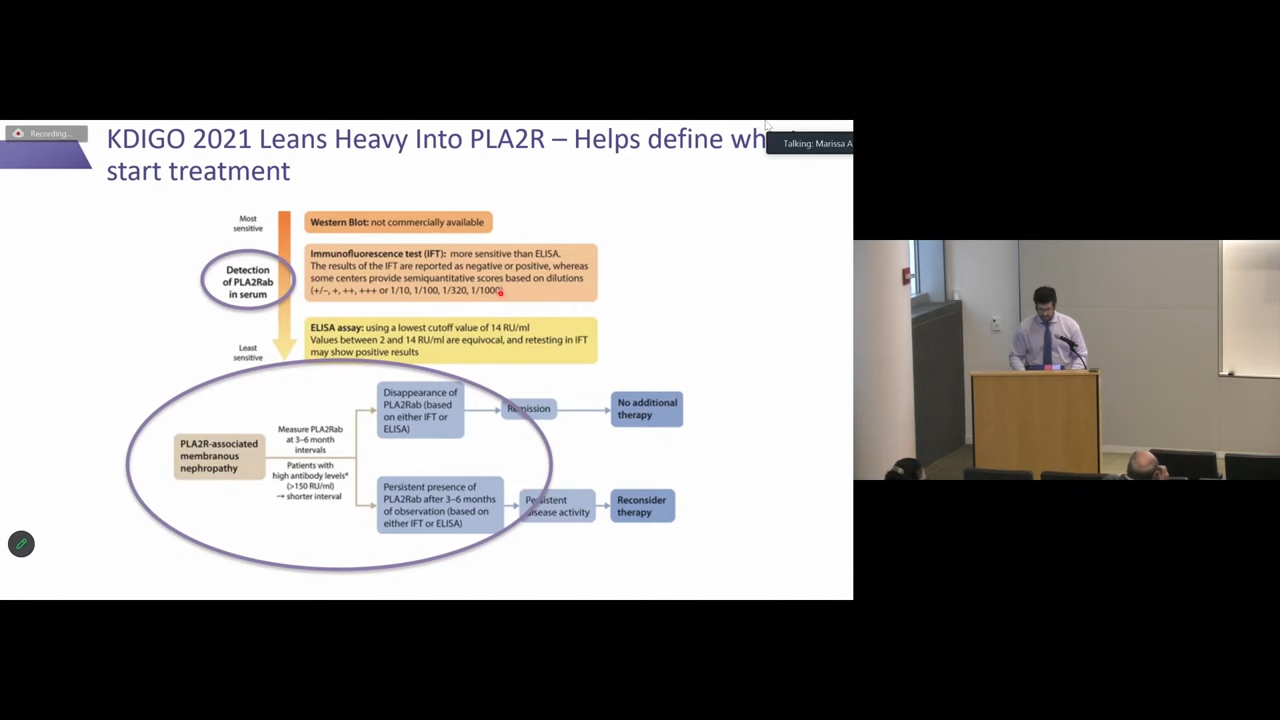 Recording...
KDIGO 2021 Leans Heavy Into PLA2R – Helps define
start treatment
Talking: Marissa A
Most
sensitive
Western Blot: not commercially available
Immunofluorescence test (IFT): more sensitive than ELISA.
The results of the IFT are reported as negative or positive, whereas
some centers provide semiquantitative scores based on dilutions
(+/–, +, ++, +++ or 1/10, 1/100, 1/320, 1/1000)
Detection
of PLA2Rab
in serum
ELISA assay: using a lowest cutoff value of 14 RU/ml
Values between 2 and 14 RU/ml are equivocal, and retesting in IFT
may show positive results
Least
sensitive
PLA2R-associated
membranous
nephropathy
Measure PLA2Rab
at 3–6 month
intervals
Patients with
high antibody levels*
(>150 RU/ml)
→ shorter interval
Disappearance of
PLA2Rab (based
on either IFT or
ELISA)
Remission
No additional
therapy
Persistent presence of
PLA2Rab after 3–6 months
of observation (based on
either IFT or ELISA)
Persistent
disease activity
Reconsider
therapy